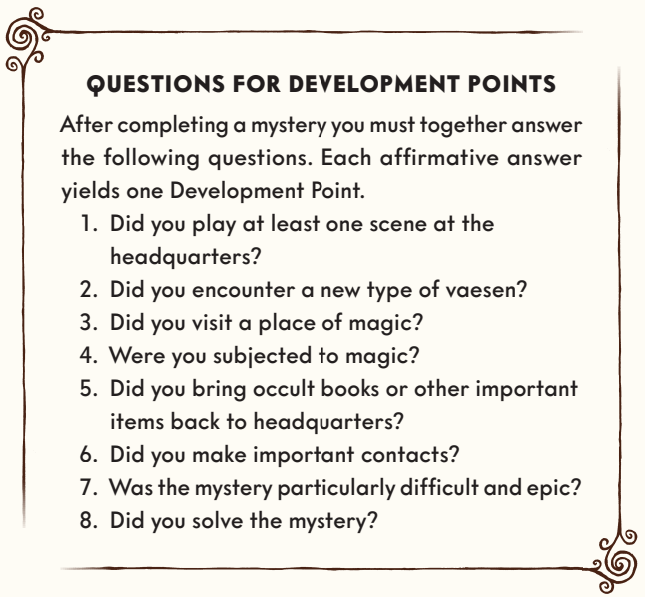 QUESTIONS FOR DEVELOPMENT POINTS
After completing a mystery you must together answer
the following questions. Each affirmative answer
yields one Development Point.
1. Did you play at least one scene at the
headquarters?
2. Did you encounter a new type of vaesen?
3. Did you visit a place of magic?
4. Were you subjected to magic?
5. Did you bring occult books or other important
items back to headquarters?
6. Did you make important contacts?
7. Was the mystery particularly difficult and epic?
8. Did you solve the mystery?